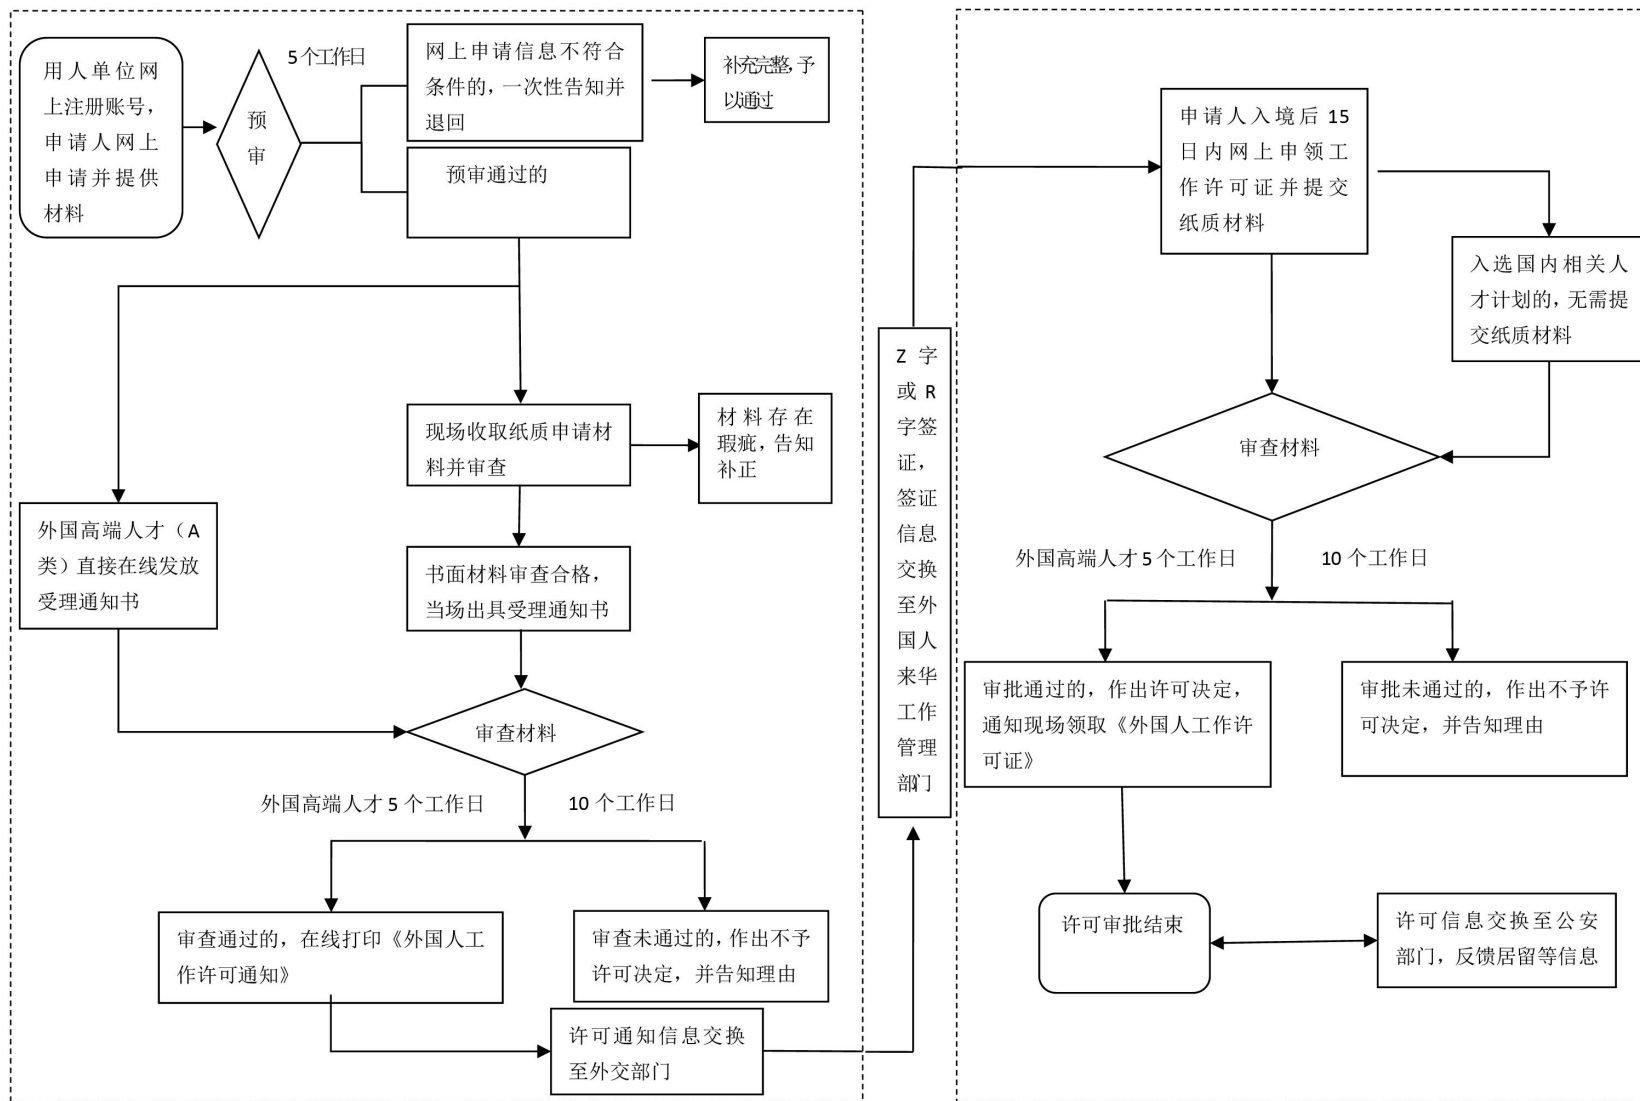 用人单位网
上注册账号，
申请人网上
申请并提供
材料
预
审
5个工作日
网上申请信息不符合
条件的，一次性告知并
退回
补充完整，予
以通过
预审通过的
现场收取纸质申请材
料并审查
材料存在
瑕疵，告知
补正
外国高端人才（A
类）直接在线发放
受理通知书
书面材料审查合格，
当场出具受理通知书
审查材料
外国高端人才5个工作日
10个工作日
审查通过的，在线打印《外国人工
作许可通知》
审查未通过的，作出不予
许可决定，并告知理由
许可通知信息交换
至外交部门
Z字
或R
字签
证，
签证
信息
交换
至外
国人
来华
工作
管理
部门
申请人入境后15
日内网上申领工
作许可证并提交
纸质材料
入选国内相关人
才计划的，无需提
交纸质材料
审查材料
外国高端人才5个工作日
10个工作日
审批通过的，作出许可决定，
通知现场领取《外国人工作许
可证》
审批未通过的，作出不予许
可决定，并告知理由
许可审批结束
许可信息交换至公安
部门，反馈居留等信息